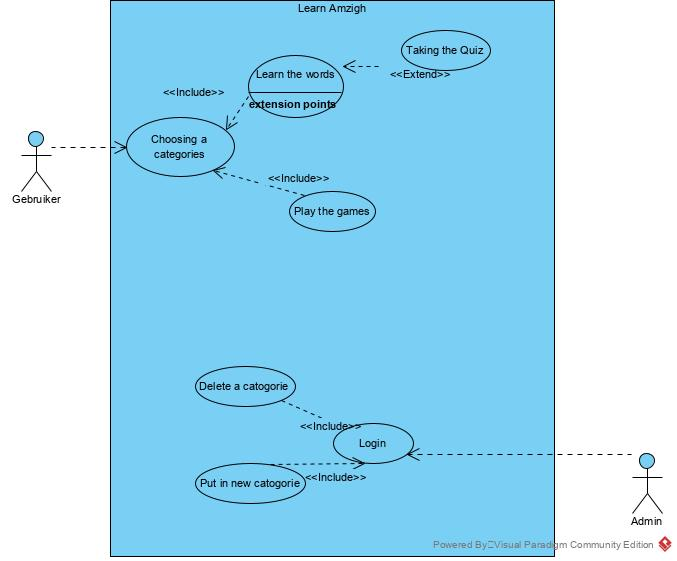 Learn Amzigh
Taking the Quiz
Learn the words
<<Extend>>
<<Include>>
extension points
Choosing a
categories
Gebruiker
<<Include>>
Play the games
Delete a catogorie
<<Include>>
Login
Put in new catogorie
<<Include>>
Admin
Powered By Visual Paradigm Community Edition